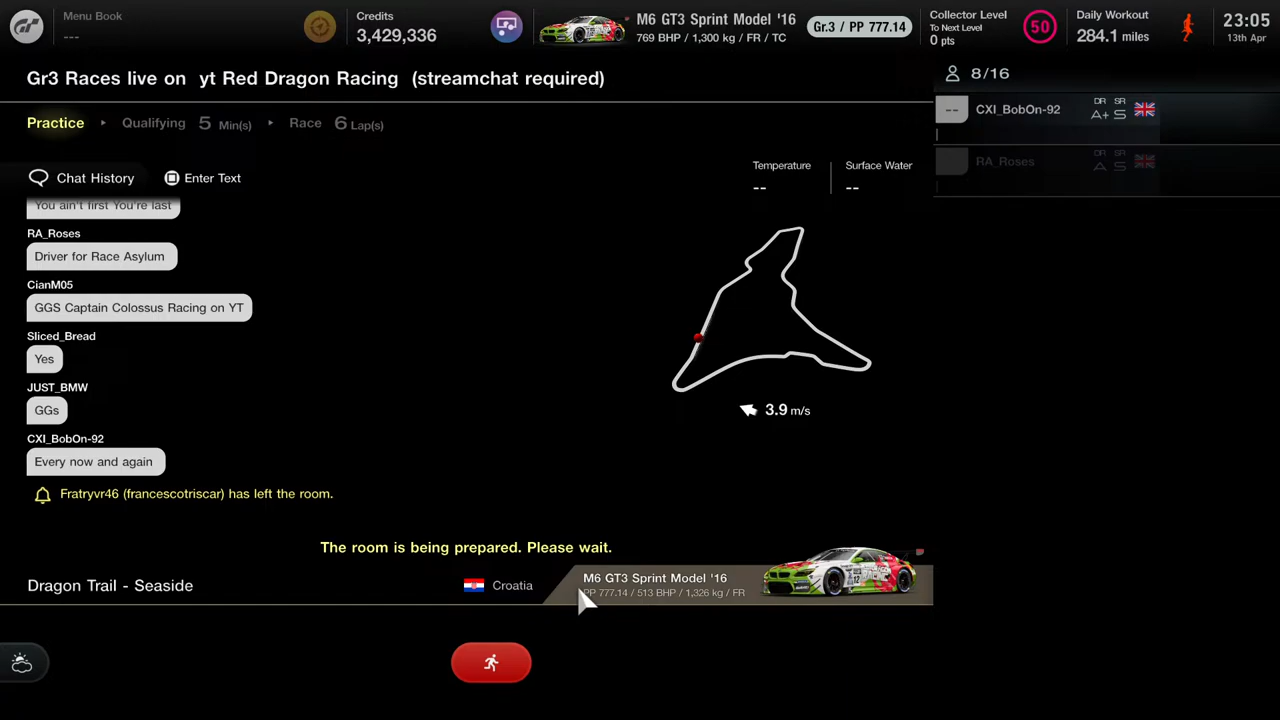 Menu Book
---
Credits
3,429,336
M6 GT3 Sprint Model '16
769 BHP / 1,300 kg / FR / TC
Gr.3 / PP 777.14
Collector Level
To Next Level
0 pts
50
Daily Workout
284.1 miles
23:05
13th Apr
Gr3 Races live on yt Red Dragon Racing (streamchat required)
8/16
Practice
Qualifying 5 Min(s)
Race 6 Lap(s)
-- CXI_BobOn-92 DR A+ SR S
RA_Roses DR A SR S
Chat History
Enter Text
Temperature
--
Surface Water
--
You ain't first You're last
RA_Roses
Driver for Race Asylum
CianM05
GGS Captain Colossus Racing on YT
Sliced_Bread
Yes
JUST_BMW
GGs
CXI_BobOn-92
Every now and again
Fratryvr46 (francescotriscar) has left the room.
3.9 m/s
The room is being prepared. Please wait.
Dragon Trail - Seaside
Croatia
M6 GT3 Sprint Model '16
PP 777.14 / 513 BHP / 1,326 kg / FR